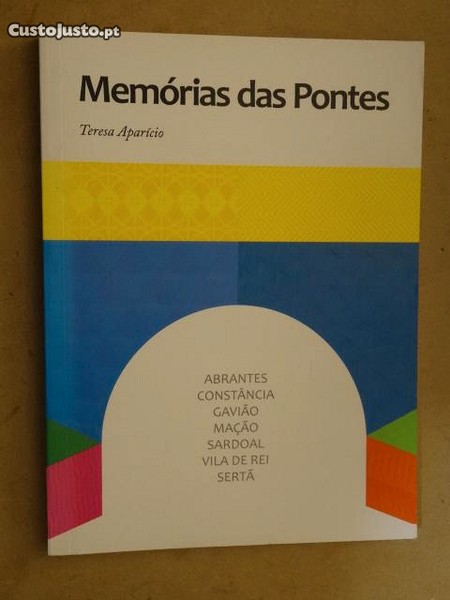 CustoJusto.pt
Memórias das Pontes
Teresa Aparício
ABRANTES
CONSTÂNCIA
GAVIÃO
MAÇÃO
SARDOAL
VILA DE REI
SERTÃ